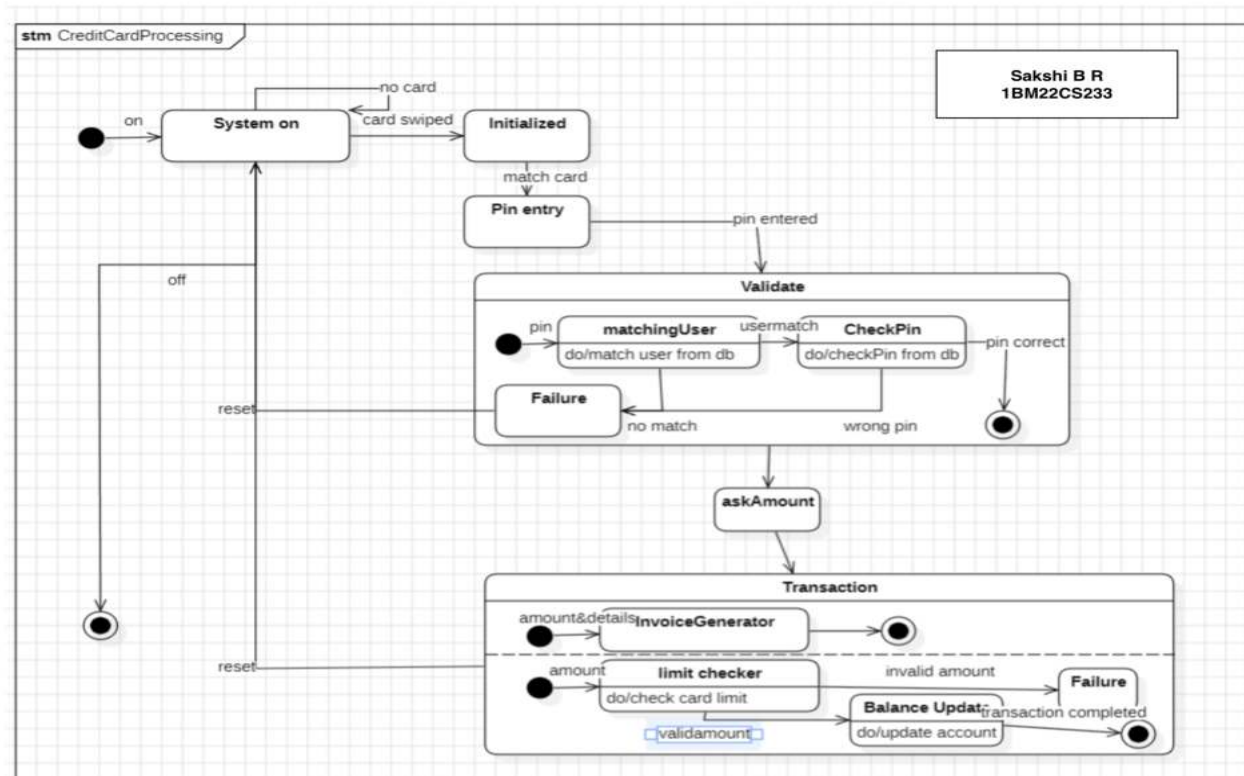 stm CreditCardProcessing
Sakshi B R
1BM22CS233
no card
on
System on
card swiped
Initialized
match card
Pin entry
pin entered
off
Validate
pin
matchingUser
usermatch
CheckPin
do/match user from db
do/checkPin from db
pin correct
Failure
reset
no match
wrong pin
askAmount
Transaction
amount&details
InvoiceGenerator
reset
amount
limit checker
invalid amount
Failure
do/check card limit
Balance Update
transaction completed
validamount
do/update account